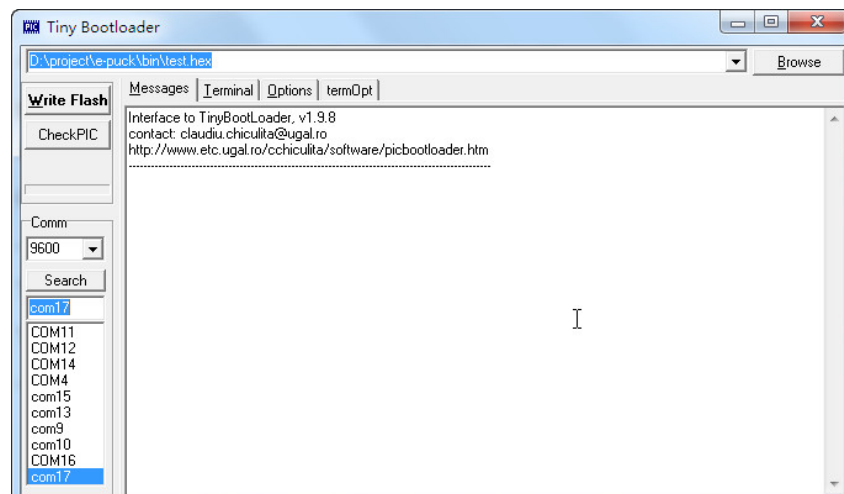 PIC Tiny Bootloader
D:\project\e-puck\bin\test.hex
Browse
Write Flash
CheckPIC
Messages
Terminal
Options
termOpt
Interface to TinyBootLoader, v1.9.8
contact: claudiu.chiculita@ugal.ro
http://www.etc.ugal.ro/cchiculita/software/picbootloader.htm
-----------------------------------------------------------------------------------------
Comm
9600
Search
com17
COM11
COM12
COM14
COM4
com15
com13
com9
com10
COM16
com17